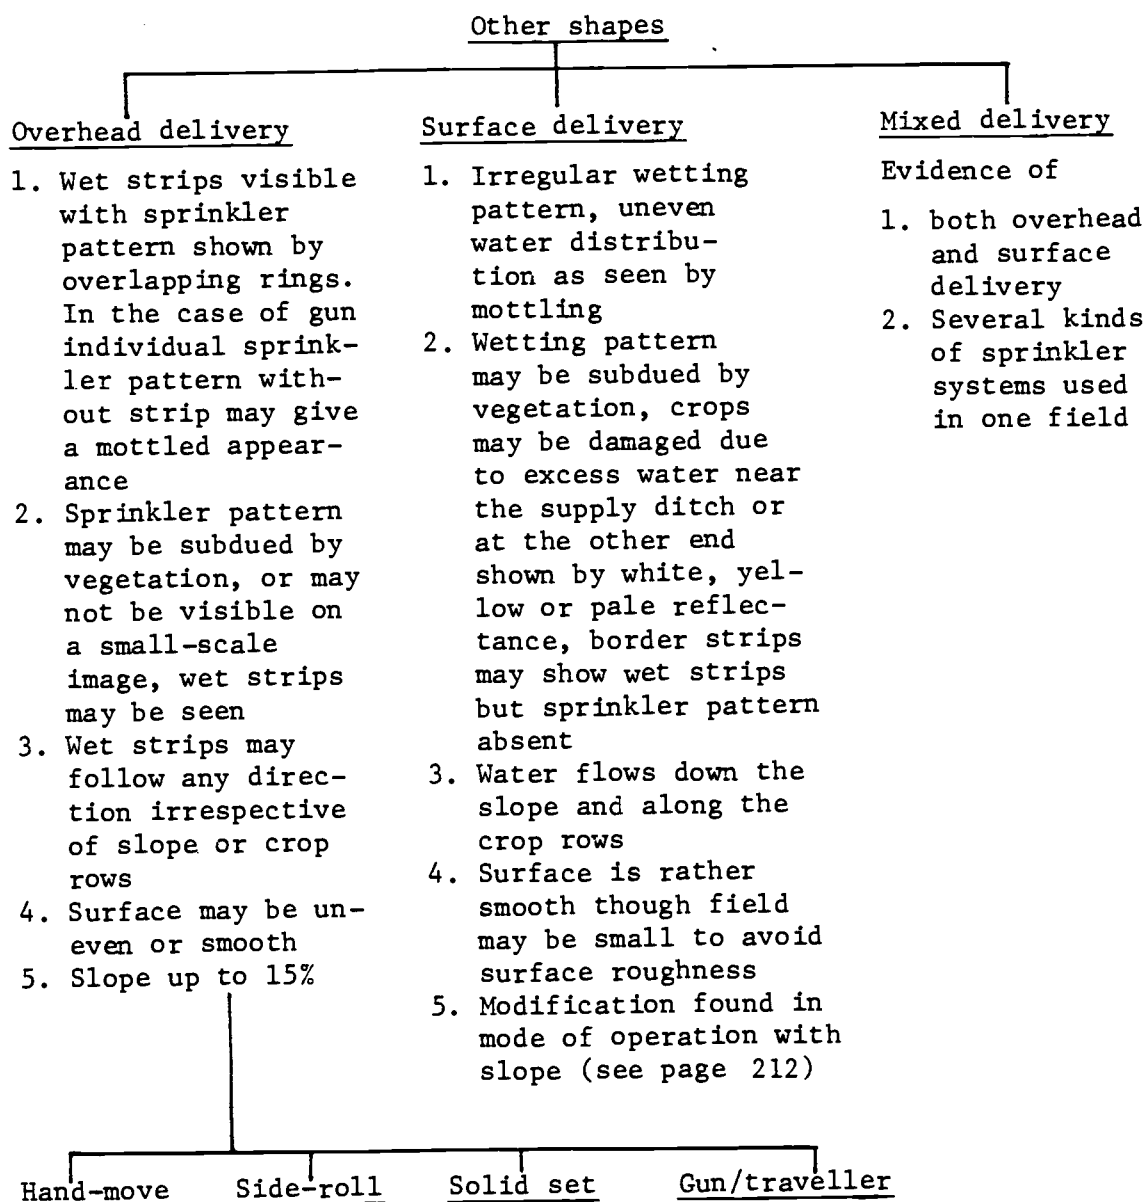 Other shapes
Overhead delivery
1. Wet strips visible
with sprinkler
pattern shown by
overlapping rings.
In the case of gun
individual sprink-
ler pattern with-
out strip may give
a mottled appear-
ance
2. Sprinkler pattern
may be subdued by
vegetation, or may
not be visible on
a small-scale
image, wet strips
may be seen
3. Wet strips may
follow any direc-
tion irrespective
of slope or crop
rows
4. Surface may be un-
even or smooth
5. Slope up to 15%
Surface delivery
1. Irregular wetting
pattern, uneven
water distribu-
tion as seen by
mottling
2. Wetting pattern
may be subdued by
vegetation, crops
may be damaged due
to excess water near
the supply ditch or
at the other end
shown by white, yel-
low or pale reflec-
tance, border strips
may show wet strips
but sprinkler pattern
absent
3. Water flows down the
slope and along the
crop rows
4. Surface is rather
smooth though field
may be small to avoid
surface roughness
5. Modification found in
mode of operation with
slope (see page 212)
Mixed delivery
Evidence of
1. both overhead
and surface
delivery
2. Several kinds
of sprinkler
systems used
in one field
Hand-move Side-roll Solid set Gun/traveller